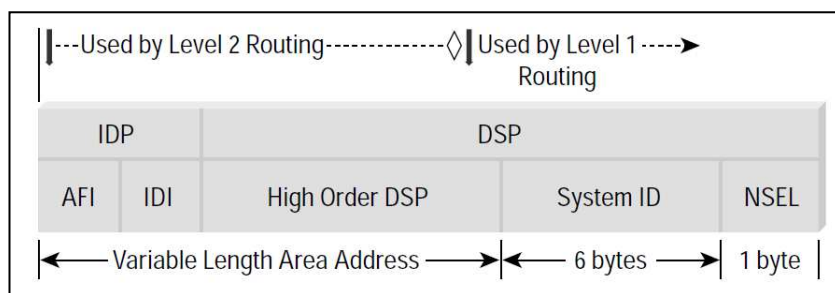 Used by Level 2 Routing
Used by Level 1
Routing
IDP
DSP
AFI
IDI
High Order DSP
System ID
NSEL
Variable Length Area Address
6 bytes
1 byte